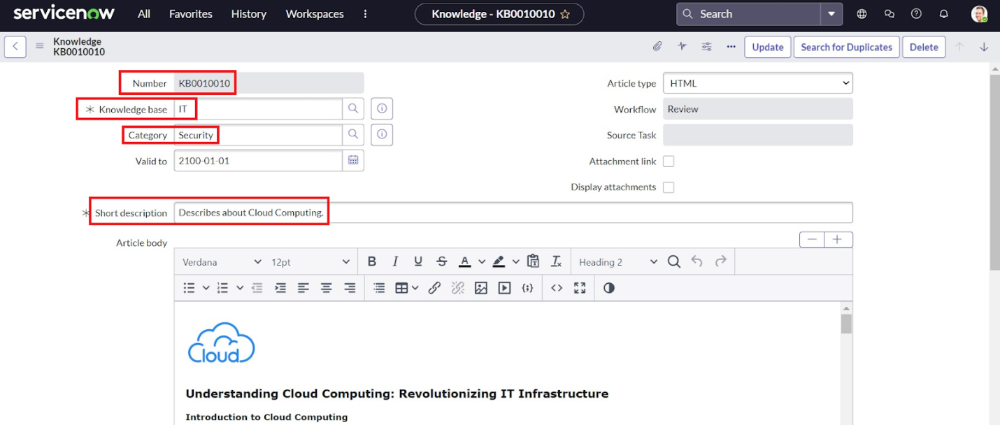 servicenow All Favorites History Workspaces Knowledge - KB0010010 Search
Knowledge
KB0010010
Update Search for Duplicates Delete
Number KB0010010 Article type HTML
Knowledge base IT Workflow Review
Category Security Source Task
Valid to 2100-01-01 Attachment link
Display attachments
Short description Describes about Cloud Computing.
Article body
Verdana 12pt B I U S A Heading 2
Cloud
Understanding Cloud Computing: Revolutionizing IT Infrastructure
Introduction to Cloud Computing